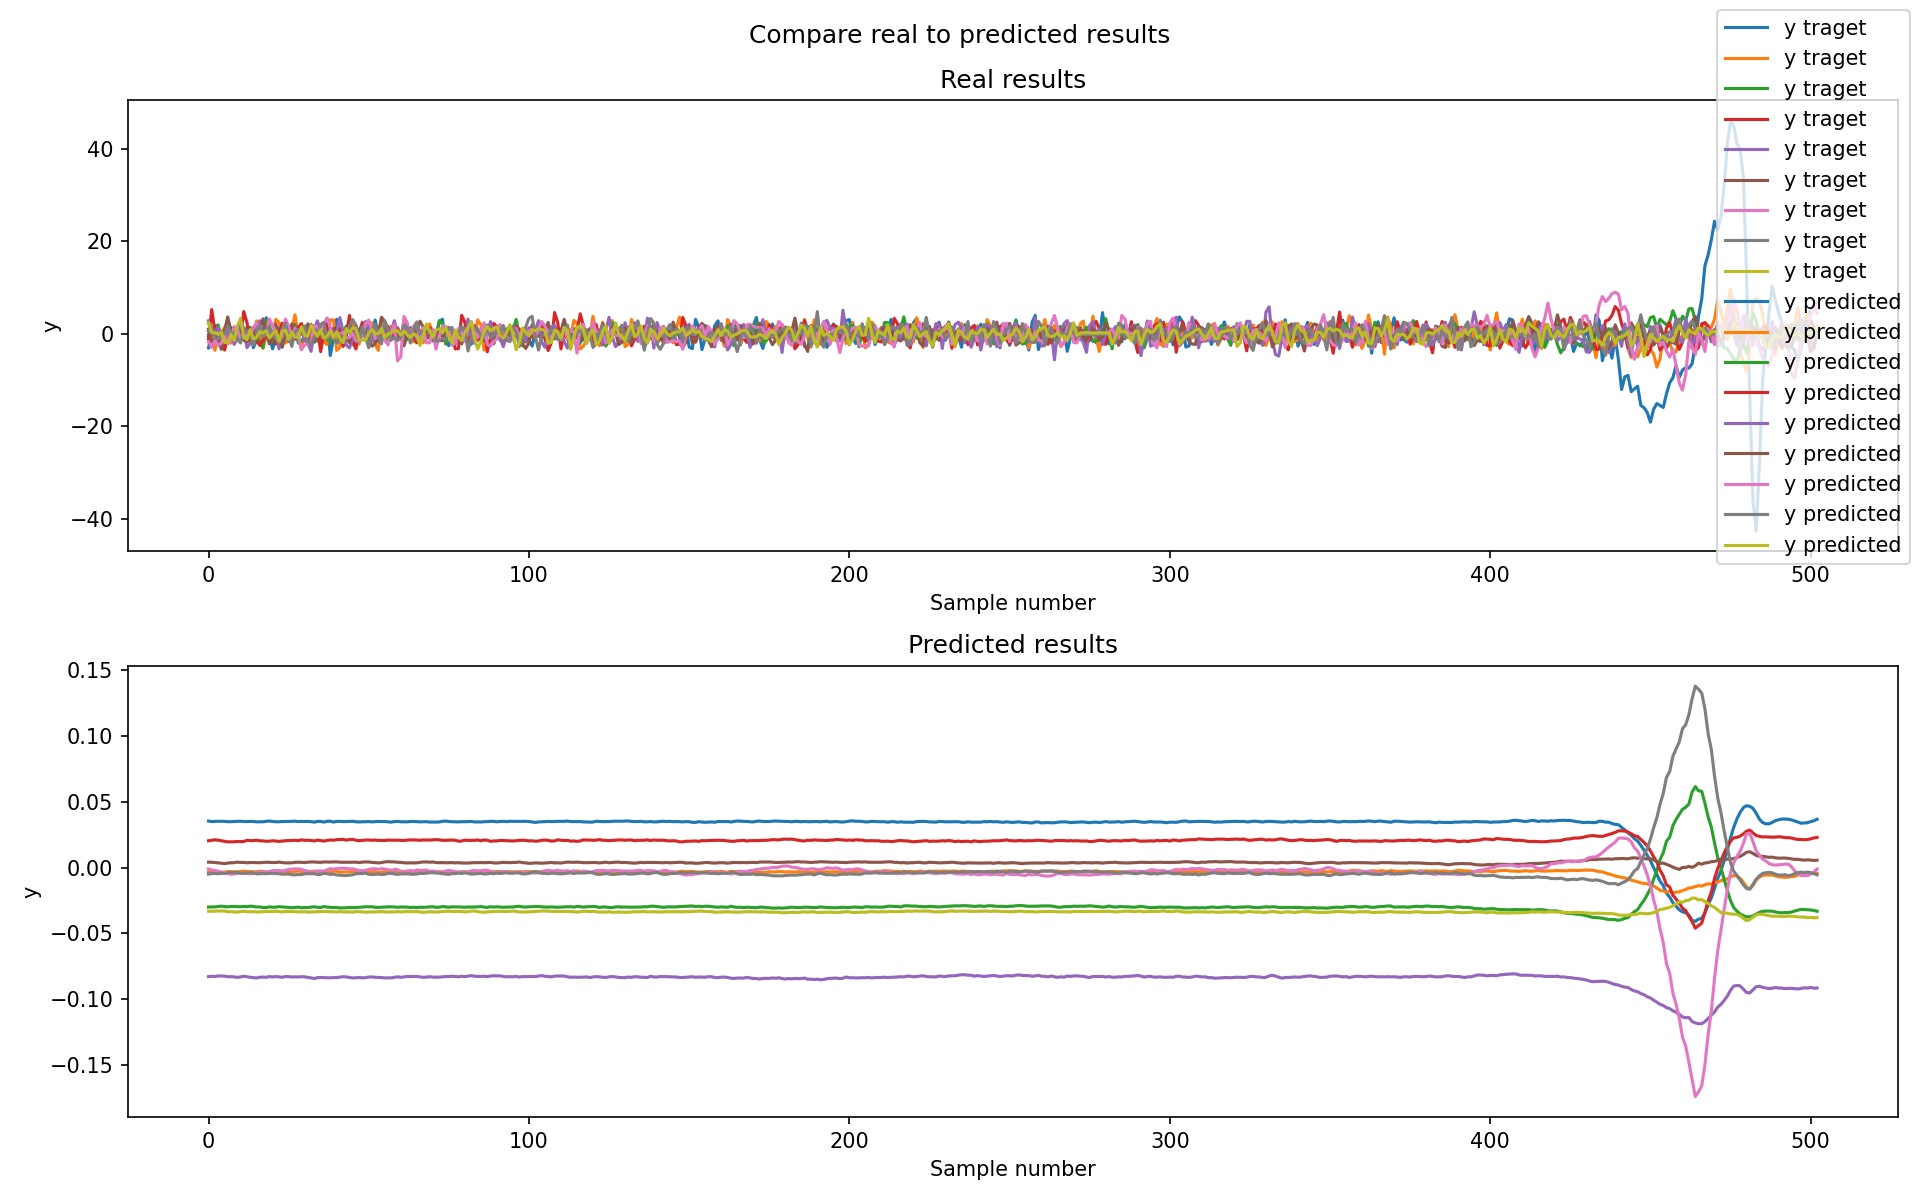 Compare real to predicted results
Real results
y traget
y traget
y traget
y traget
y traget
y traget
y traget
y traget
y traget
y predicted
y predicted
y predicted
y predicted
y predicted
y predicted
y predicted
y predicted
y predicted
40
20
0
−20
−40
y
0 100 200 300 400 500
Sample number
Predicted results
0.15
0.10
0.05
0.00
−0.05
−0.10
−0.15
y
0 100 200 300 400 500
Sample number